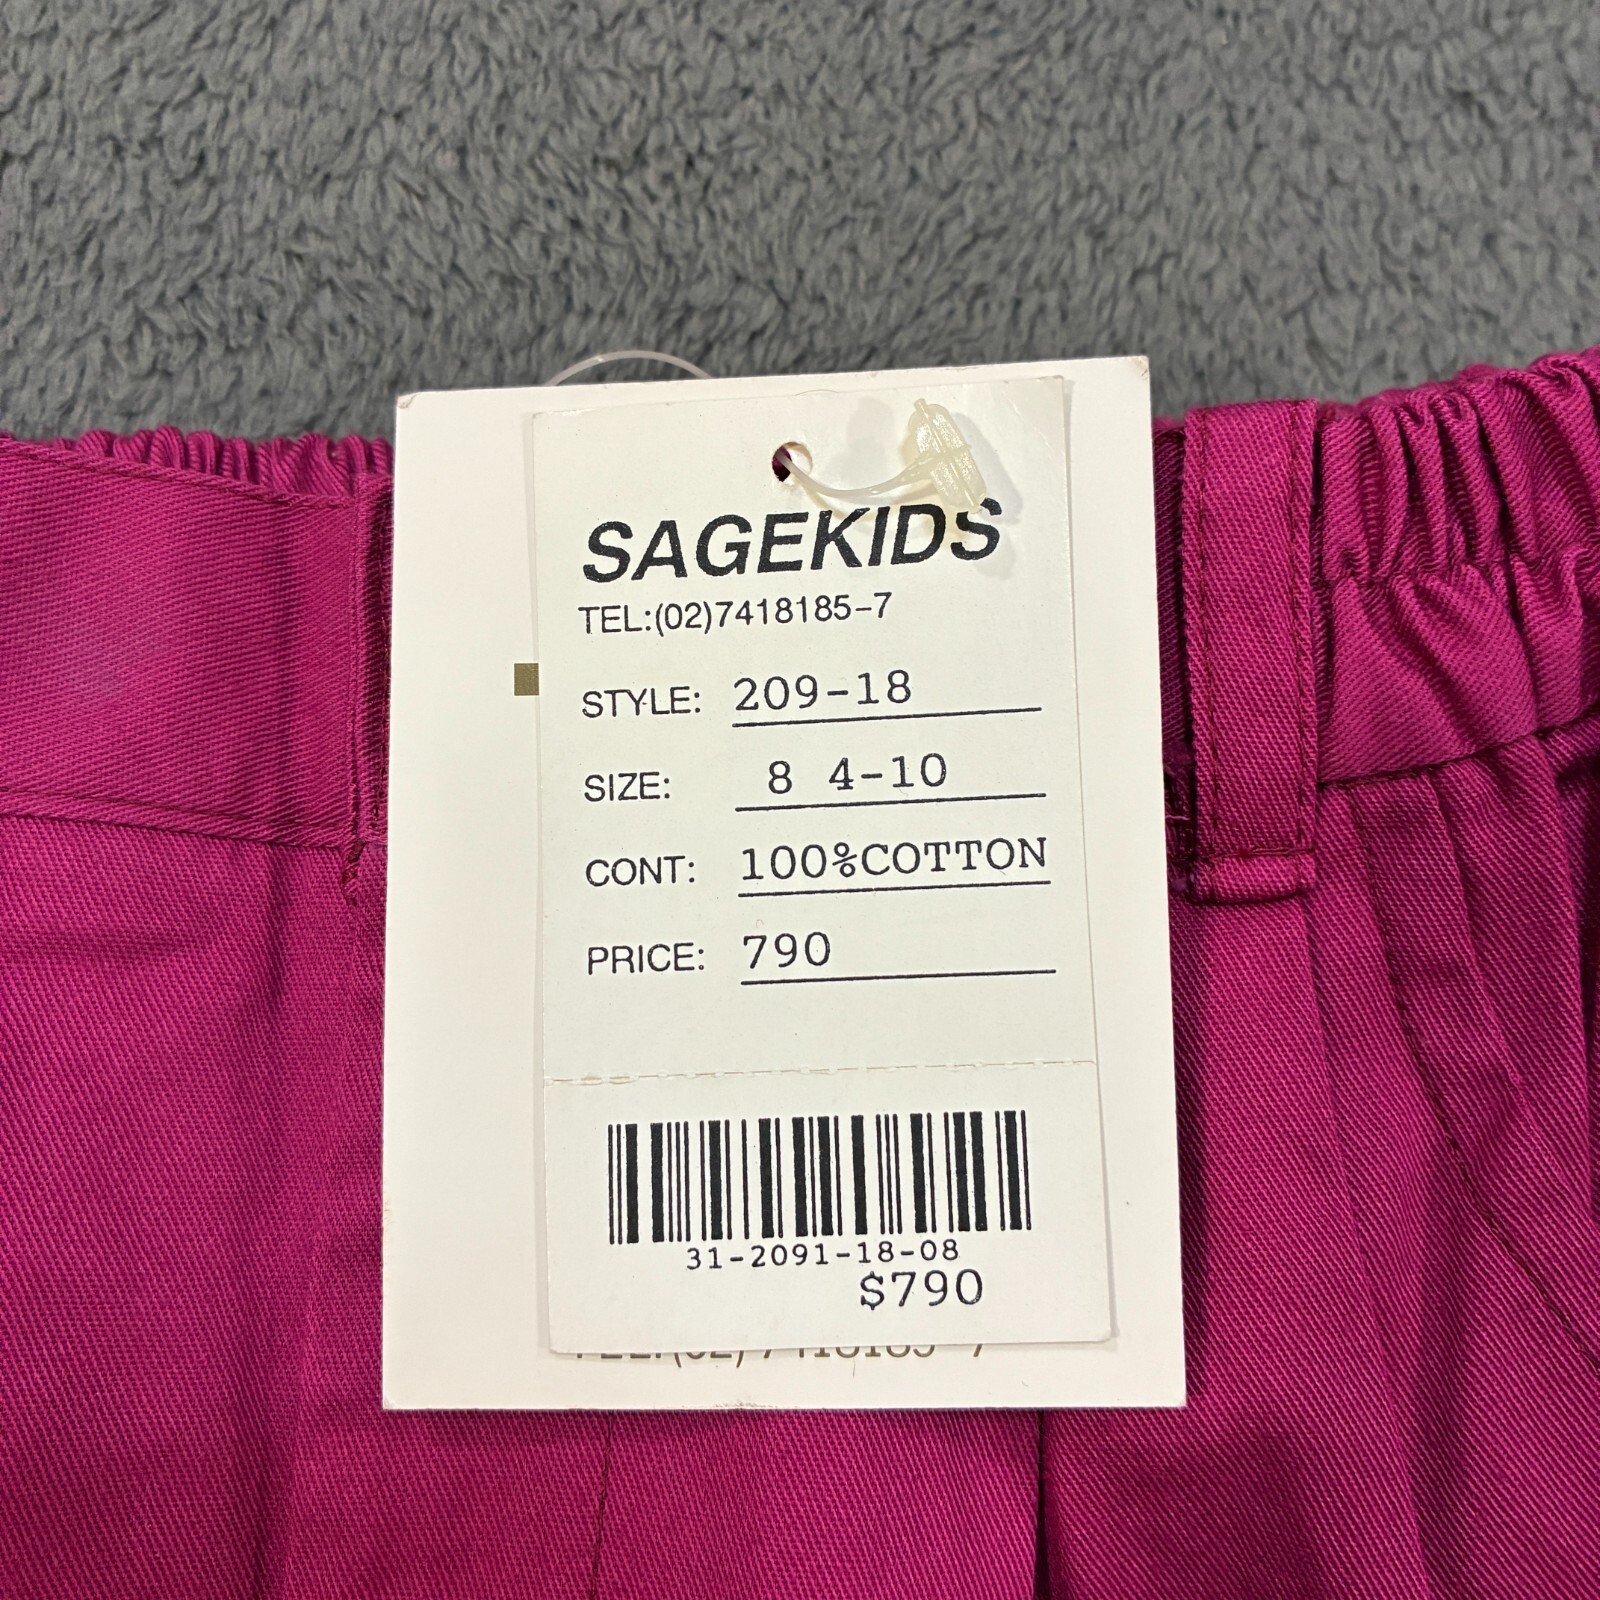 SAGEKIDS
TEL:(02)7418185-7
STYLE: 209-18
SIZE: 8 4-10
CONT: 100%COTTON
PRICE: 790
31-2091-18-08
$790